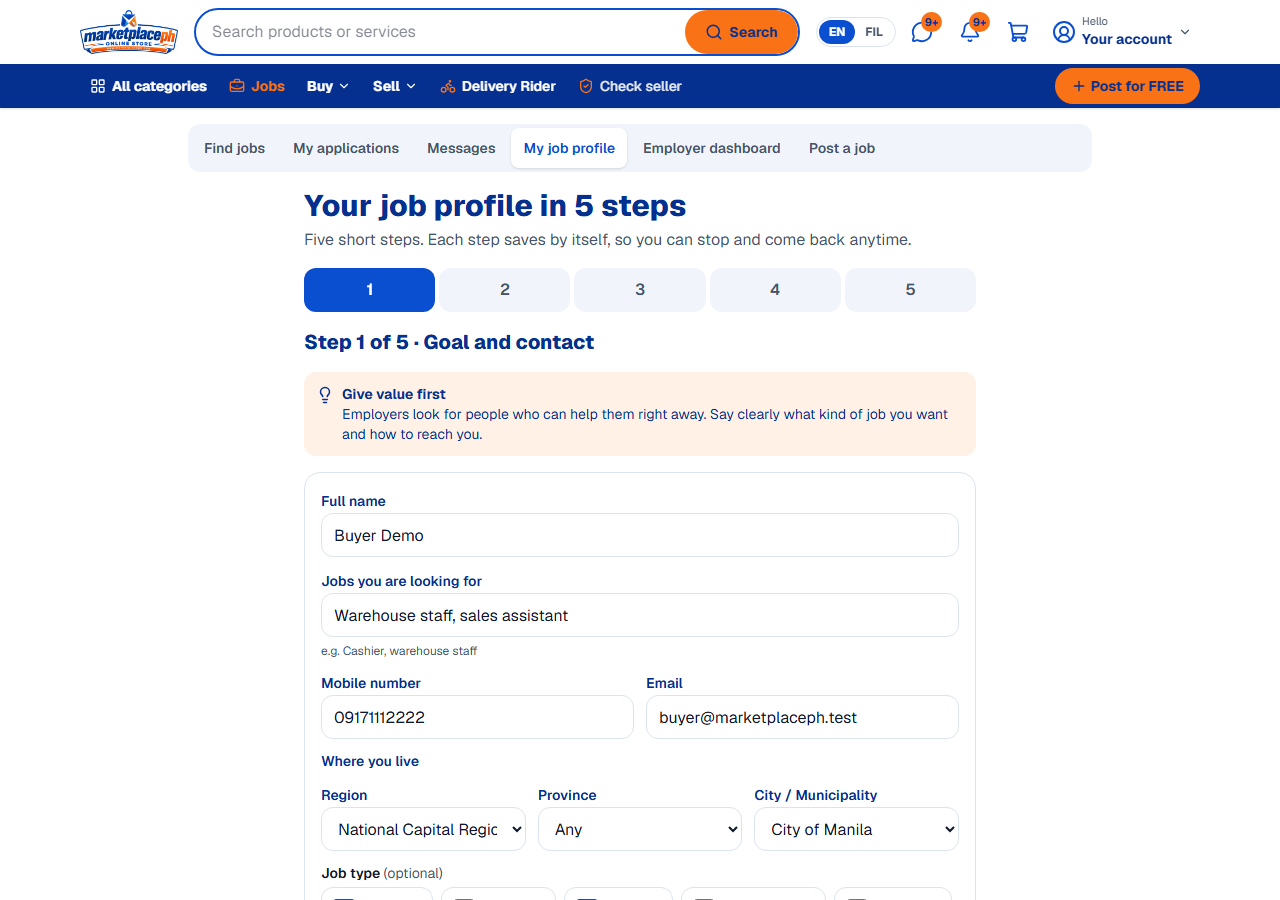 marketplaceph
ONLINE STORE
Search products or services
Search
EN
FIL
9+
9+
Hello
Your account
All categories
Jobs
Buy
Sell
Delivery Rider
Check seller
Post for FREE
Find jobs
My applications
Messages
My job profile
Employer dashboard
Post a job
Your job profile in 5 steps
Five short steps. Each step saves by itself, so you can stop and come back anytime.
1
2
3
4
5
Step 1 of 5 · Goal and contact
Give value first
Employers look for people who can help them right away. Say clearly what kind of job you want
and how to reach you.
Full name
Buyer Demo
Jobs you are looking for
Warehouse staff, sales assistant
e.g. Cashier, warehouse staff
Mobile number
Email
09171112222
buyer@marketplaceph.test
Where you live
Region
Province
City / Municipality
National Capital Regic
Any
City of Manila
Job type (optional)